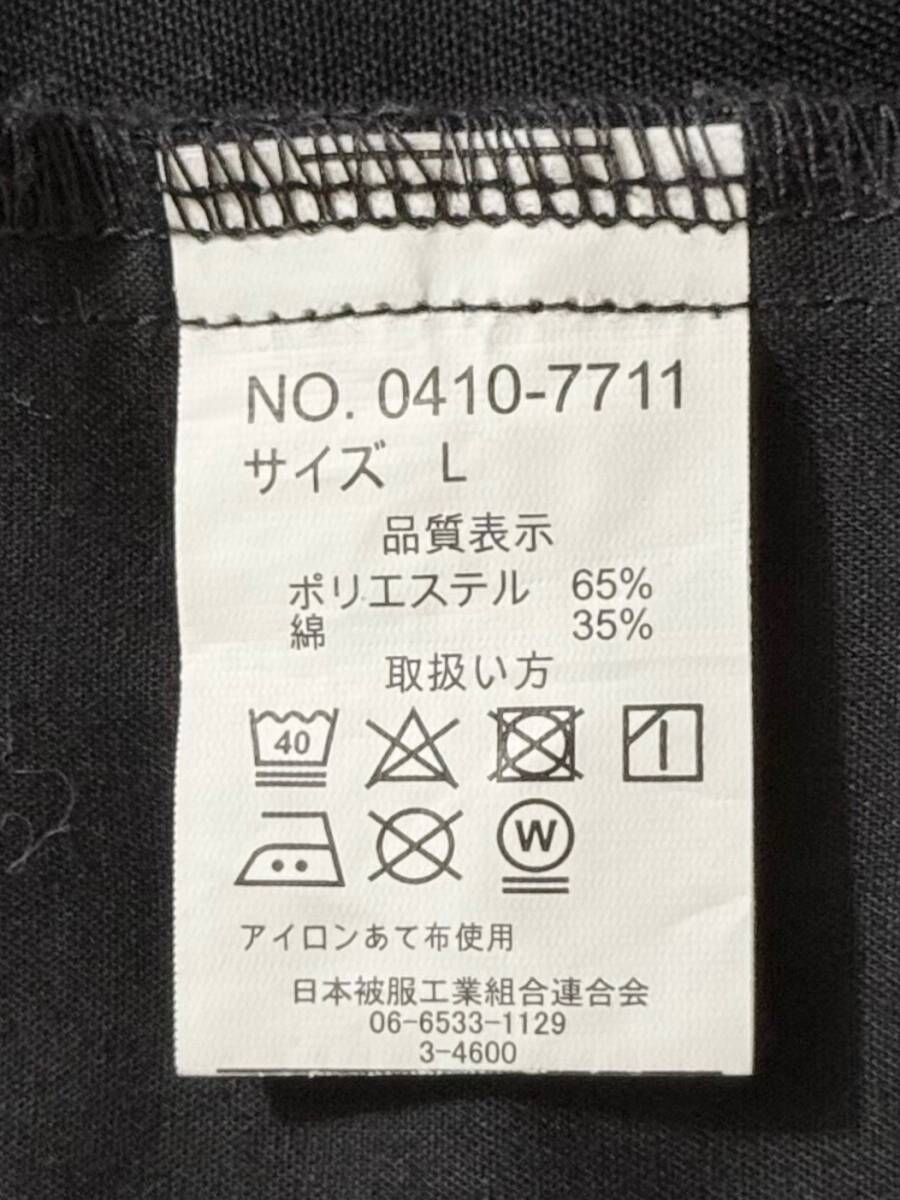 NO. 0410-7711
サイズ L
品質表示
ポリエステル 65%
綿 35%
取扱い方
40
W
アイロンあて布使用
日本被服工業組合連合会
06-6533-1129
3-4600